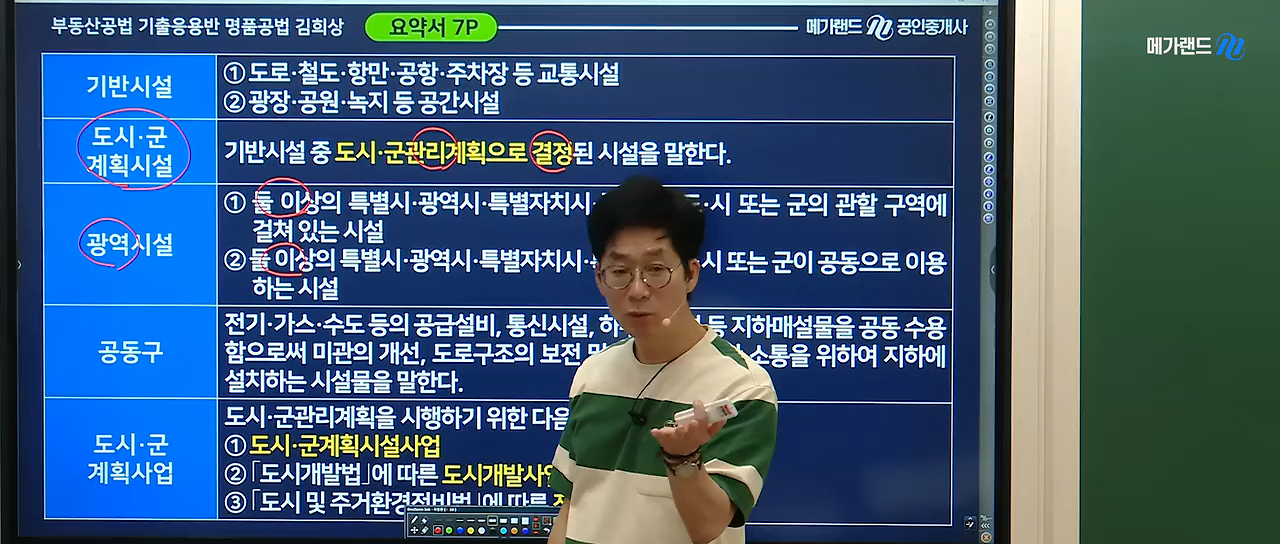 부동산공법 기출응용반 명품공법 김희상
요약서 7P
메가랜드 공인중개사
메가랜드
기반시설
① 도로·철도·항만·공항·주차장 등 교통시설
② 광장·공원·녹지 등 공간시설
도시·군
계획시설
기반시설 중 도시·군관리계획으로 결정된 시설을 말한다.
광역시설
① 둘 이상의 특별시·광역시·특별자치시·시 또는 군의 관할 구역에
걸쳐 있는 시설
② 둘 이상의 특별시·광역시·특별자치시·시 또는 군이 공동으로 이용
하는 시설
공동구
전기·가스·수도 등의 공급설비, 통신시설, 하 등 지하매설물을 공동 수용
함으로써 미관의 개선, 도로구조의 보전 및 소통을 위하여 지하에
설치하는 시설물을 말한다.
도시·군
계획사업
도시·군관리계획을 시행하기 위한 다음
① 도시·군계획시설사업
② 「도시개발법」에 따른 도시개발사업
③ 「도시 및 주거환경정비법」에 따른